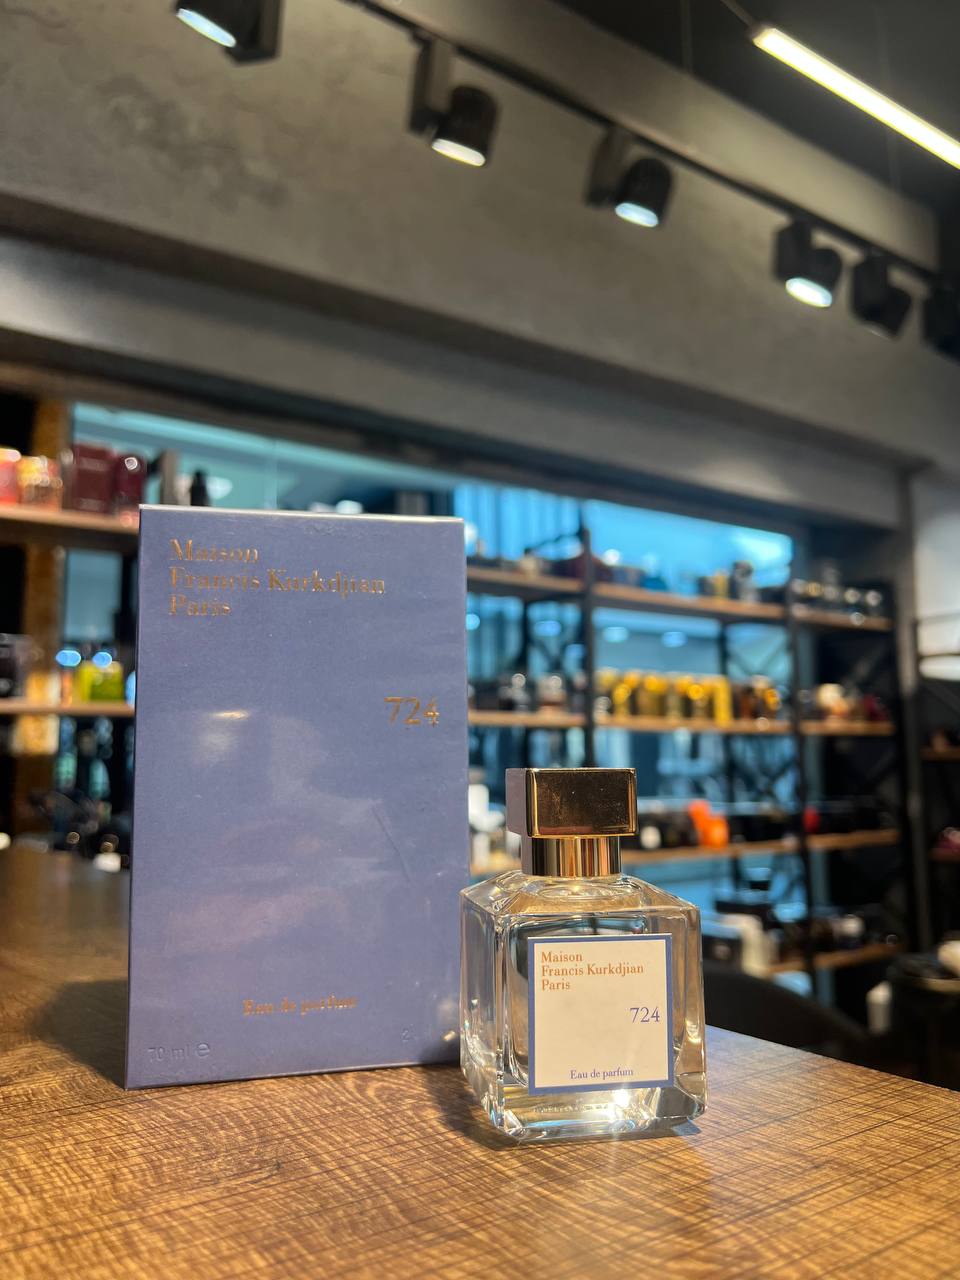 Maison
Francis Kurkdjian
Paris
724
Eau de parfum
70 ml ℮
Maison
Francis Kurkdjian
Paris
724
Eau de parfum